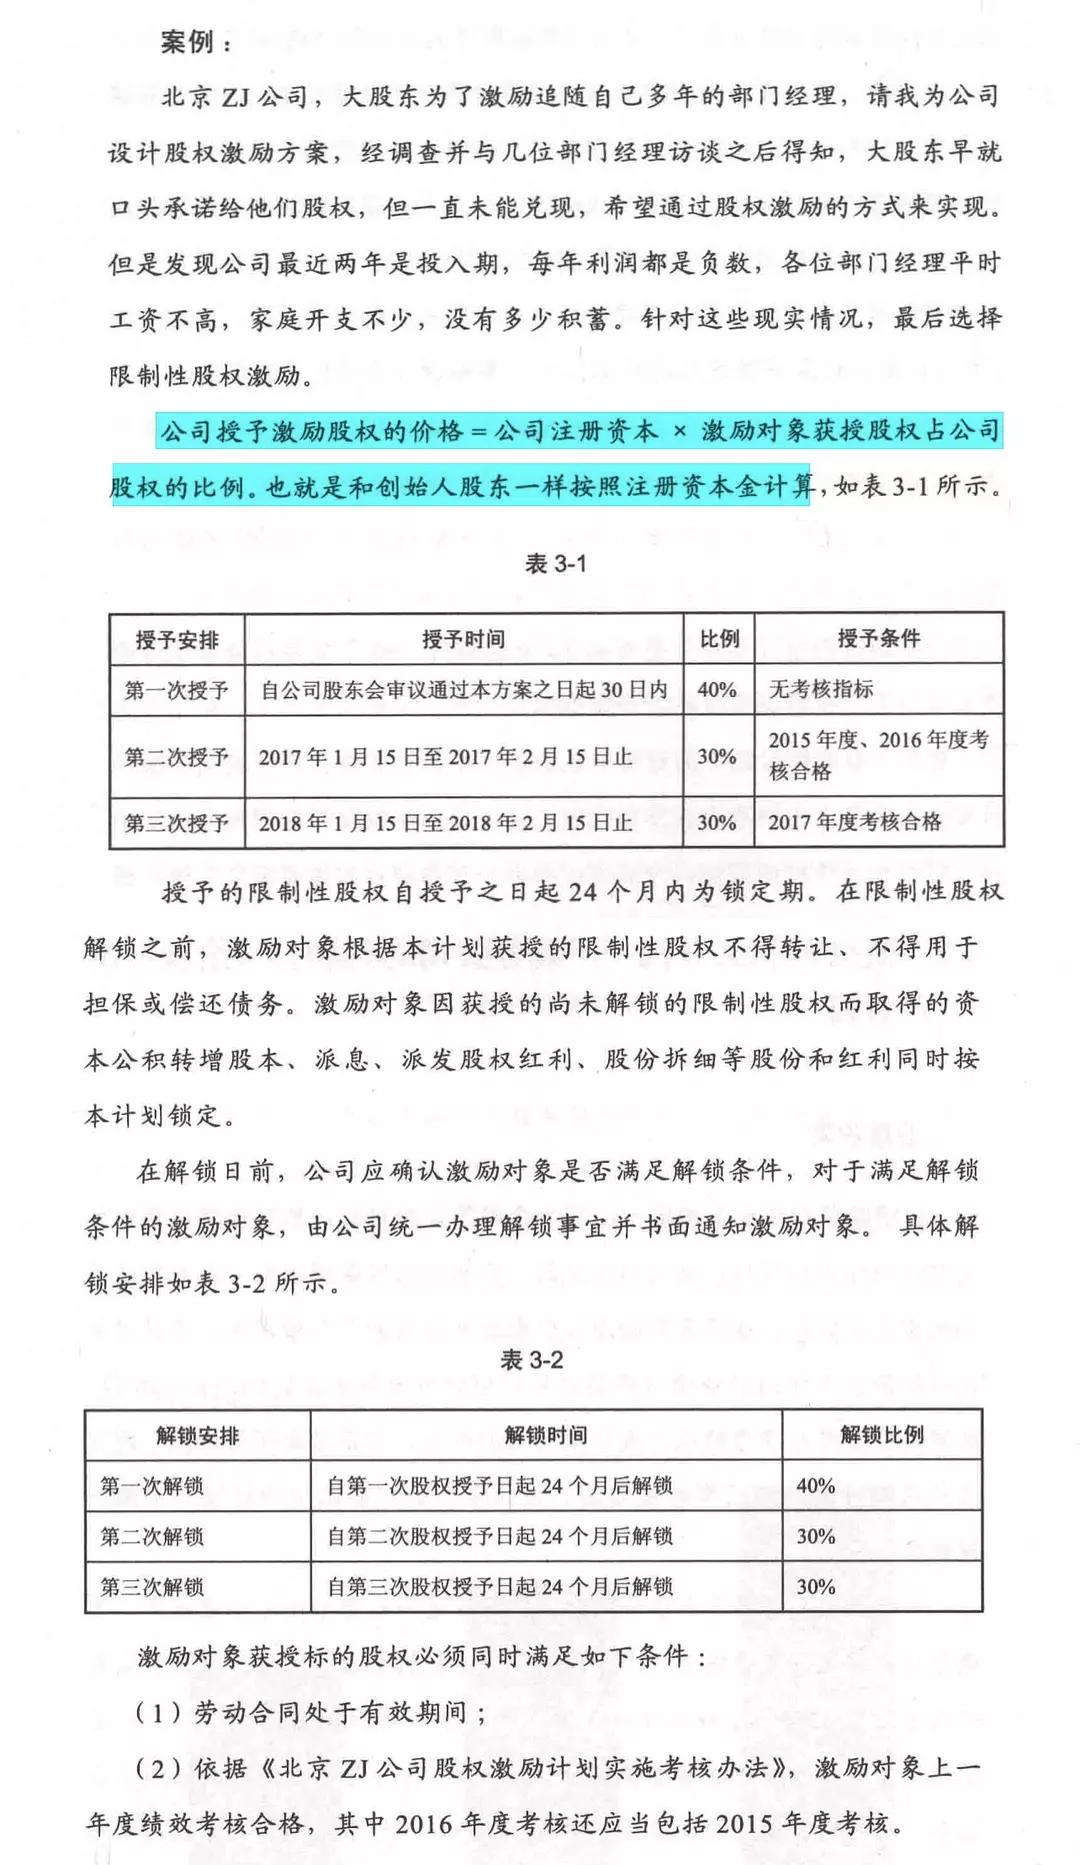 案例：
北京 ZJ 公司，大股东为了激励追随自己多年的部门经理，请我为公司
设计股权激励方案，经调查并与几位部门经理访谈之后得知，大股东早就
口头承诺给他们股权，但一直未能兑现，希望通过股权激励的方式来实现。
但是发现公司最近两年是投入期，每年利润都是负数，各位部门经理平时
工资不高，家庭开支不少，没有多少积蓄。针对这些现实情况，最后选择
限制性股权激励。
公司授予激励股权的价格 = 公司注册资本 × 激励对象获授股权占公司
股权的比例。也就是和创始人股东一样按照注册资本金计算，如表 3-1 所示。
表 3-1
授予安排 授予时间 比例 授予条件
第一次授予 自公司股东会审议通过本方案之日起 30 日内 40% 无考核指标
第二次授予 2017 年 1 月 15 日至 2017 年 2 月 15 日止 30% 2015 年度、2016 年度考
核合格
第三次授予 2018 年 1 月 15 日至 2018 年 2 月 15 日止 30% 2017 年度考核合格
授予的限制性股权自授予之日起 24 个月内为锁定期。在限制性股权
解锁之前，激励对象根据本计划获授的限制性股权不得转让、不得用于
担保或偿还债务。激励对象因获授的尚未解锁的限制性股权而取得的资
本公积转增股本、派息、派发股权红利、股份拆细等股份和红利同时按
本计划锁定。
在解锁日前，公司应确认激励对象是否满足解锁条件，对于满足解锁
条件的激励对象，由公司统一办理解锁事宜并书面通知激励对象。 具体解
锁安排如表 3-2 所示。
表 3-2
解锁安排 解锁时间 解锁比例
第一次解锁 自第一次股权授予日起 24 个月后解锁 40%
第二次解锁 自第二次股权授予日起 24 个月后解锁 30%
第三次解锁 自第三次股权授予日起 24 个月后解锁 30%
激励对象获授标的股权必须同时满足如下条件：
（1）劳动合同处于有效期间；
（2）依据《北京 ZJ 公司股权激励计划实施考核办法》，激励对象上一
年度绩效考核合格，其中 2016 年度考核还应当包括 2015 年度考核。